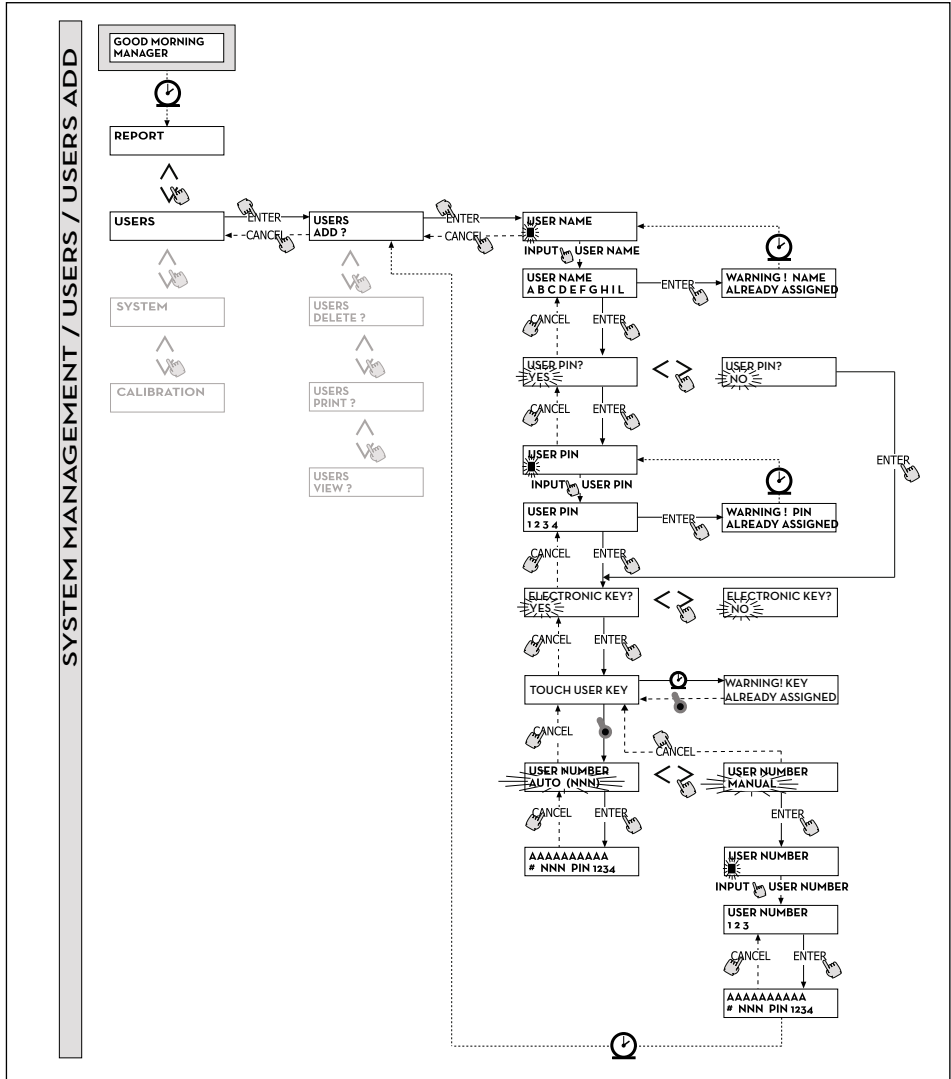 SYSTEM MANAGEMENT / USERS / USERS ADD
GOOD MORNING
MANAGER
REPORT
USERS
ENTER
CANCEL
USERS
ADD ?
ENTER
CANCEL
USER NAME
INPUT USER NAME
USER NAME
A B C D E F G H I L
ENTER
WARNING ! NAME
ALREADY ASSIGNED
SYSTEM
USERS
DELETE ?
CANCEL
ENTER
CALIBRATION
USERS
PRINT ?
USER PIN?
YES
USER PIN?
NO
CANCEL
ENTER
ENTER
USERS
VIEW ?
USER PIN
INPUT USER PIN
USER PIN
1 2 3 4
ENTER
WARNING ! PIN
ALREADY ASSIGNED
CANCEL
ENTER
ELECTRONIC KEY?
YES
ELECTRONIC KEY?
NO
CANCEL
ENTER
TOUCH USER KEY
WARNING! KEY
ALREADY ASSIGNED
CANCEL
CANCEL
USER NUMBER
AUTO (NNN)
USER NUMBER
MANUAL
CANCEL
ENTER
ENTER
AAAAAAAAAA
# NNN PIN 1234
USER NUMBER
INPUT USER NUMBER
USER NUMBER
1 2 3
CANCEL
ENTER
AAAAAAAAAA
# NNN PIN 1234